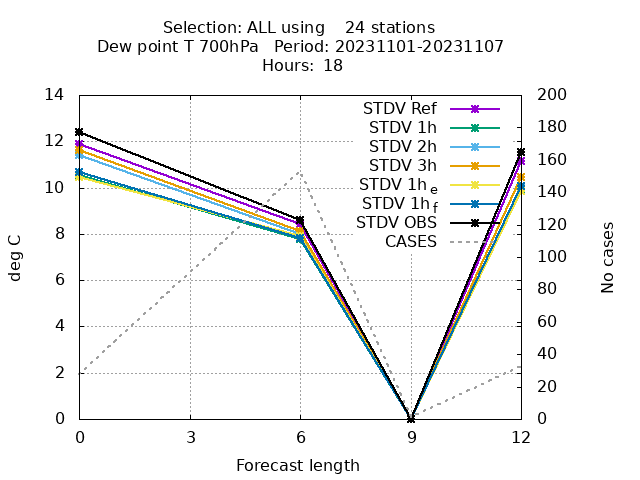 Selection: ALL using    24 stations
Dew point T 700hPa   Period: 20231101-20231107
Hours: 18
14
12
10
8
6
4
2
0
deg C
200
180
160
140
120
100
80
60
40
20
0
No cases
STDV Ref
STDV 1h
STDV 2h
STDV 3h
STDV 1h e
STDV 1h f
STDV OBS
CASES
0 3 6 9 12
Forecast length